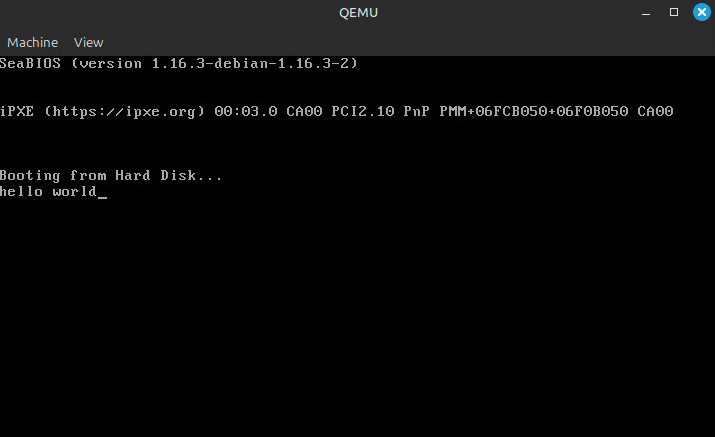 QEMU
Machine View
SeaBIOS (version 1.16.3-debian-1.16.3-2)
iPXE (https://ipxe.org) 00:03.0 CA00 PCI2.10 PnP PMM+06FCB050+06F0B050 CA00
Booting from Hard Disk...
hello world_